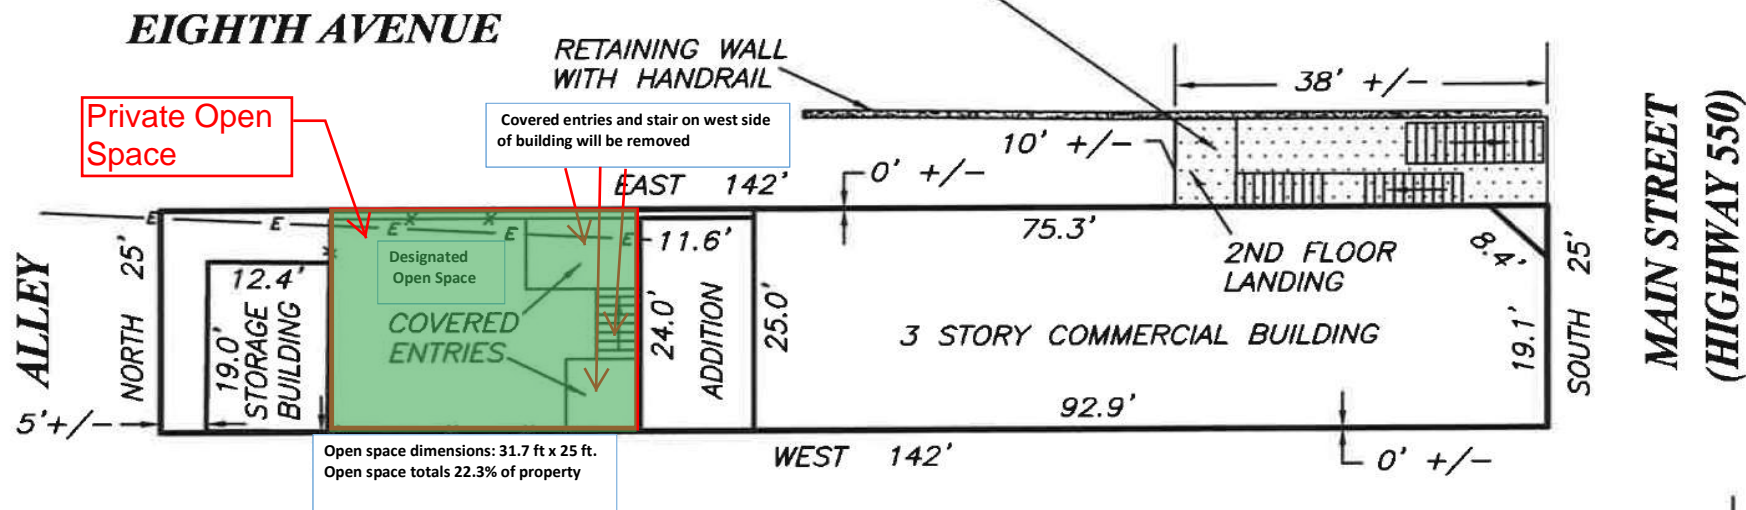 EIGHTH AVENUE
RETAINING WALL
WITH HANDRAIL
38' +/-
Private Open
Space
Covered entries and stair on west side
of building will be removed
10' +/-
EAST 142'
0' +/-
MAIN STREET
(HIGHWAY 550)
ALLEY
NORTH 25'
E
E
E
E
E
11.6'
75.3'
2ND FLOOR
LANDING
8.4'
SOUTH 25'
Designated
Open Space
12.4'
19.0'
STORAGE
BUILDING
COVERED
ENTRIES
24.0'
ADDITION
25.0'
3 STORY COMMERCIAL BUILDING
19.1'
92.9'
5'+/-
Open space dimensions: 31.7 ft x 25 ft.
Open space totals 22.3% of property
WEST 142'
0' +/-